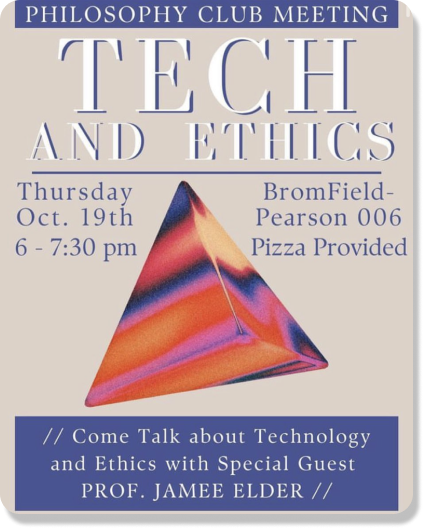 PHILOSOPHY CLUB MEETING
TECH
AND ETHICS
Thursday
Oct. 19th
6 - 7:30 pm
BromField-
Pearson 006
Pizza Provided
// Come Talk about Technology
and Ethics with Special Guest
PROF. JAMEE ELDER //